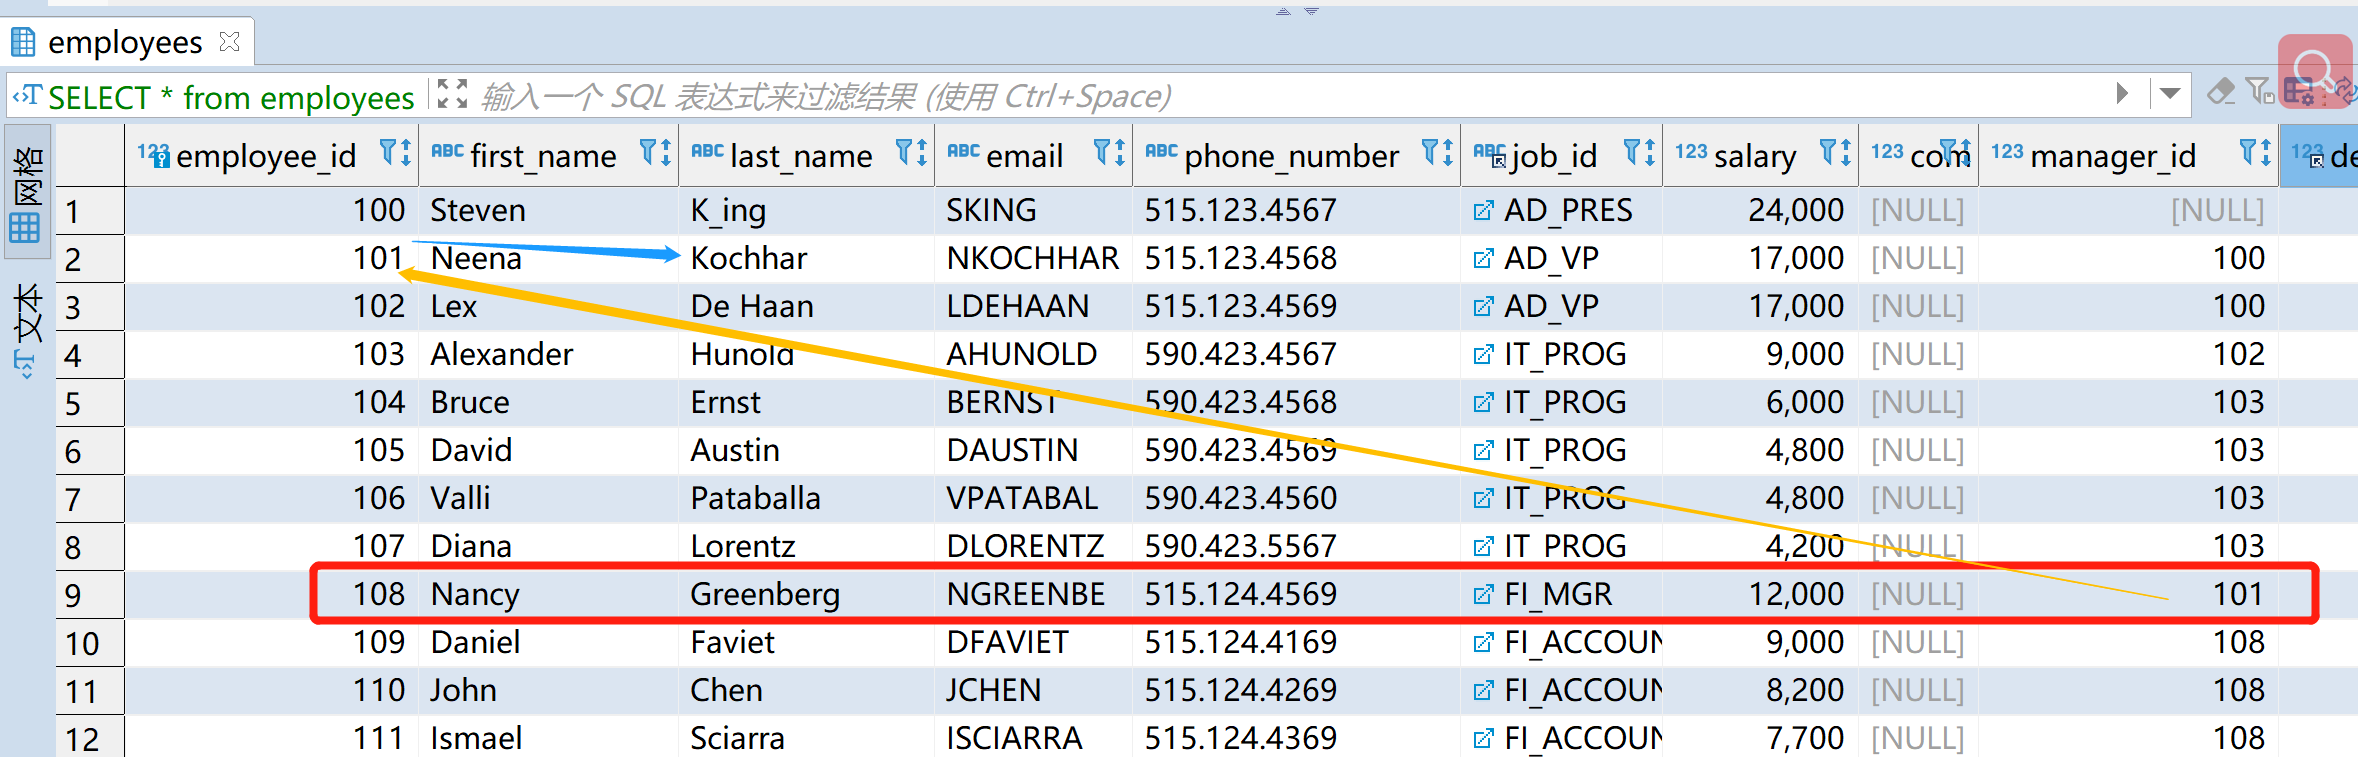 employees
SELECT * from employees 输入一个 SQL 表达式来过滤结果 (使用 Ctrl+Space)
网格
文本
123 employee_id ABC first_name ABC last_name ABC email ABC phone_number ABC job_id 123 salary 123 com 123 manager_id 123 de
1 100 Steven K_ing SKING 515.123.4567 AD_PRES 24,000 [NULL] [NULL]
2 101 Neena Kochhar NKOCHHAR 515.123.4568 AD_VP 17,000 [NULL] 100
3 102 Lex De Haan LDEHAAN 515.123.4569 AD_VP 17,000 [NULL] 100
4 103 Alexander Hunold AHUNOLD 590.423.4567 IT_PROG 9,000 [NULL] 102
5 104 Bruce Ernst BERNST 590.423.4568 IT_PROG 6,000 [NULL] 103
6 105 David Austin DAUSTIN 590.423.4569 IT_PROG 4,800 [NULL] 103
7 106 Valli Pataballa VPATABAL 590.423.4560 IT_PROG 4,800 [NULL] 103
8 107 Diana Lorentz DLORENTZ 590.423.5567 IT_PROG 4,200 [NULL] 103
9 108 Nancy Greenberg NGREENBE 515.124.4569 FI_MGR 12,000 [NULL] 101
10 109 Daniel Faviet DFAVIET 515.124.4169 FI_ACCOUN 9,000 [NULL] 108
11 110 John Chen JCHEN 515.124.4269 FI_ACCOUN 8,200 [NULL] 108
12 111 Ismael Sciarra ISCIARRA 515.124.4369 FI_ACCOUN 7,700 [NULL] 108